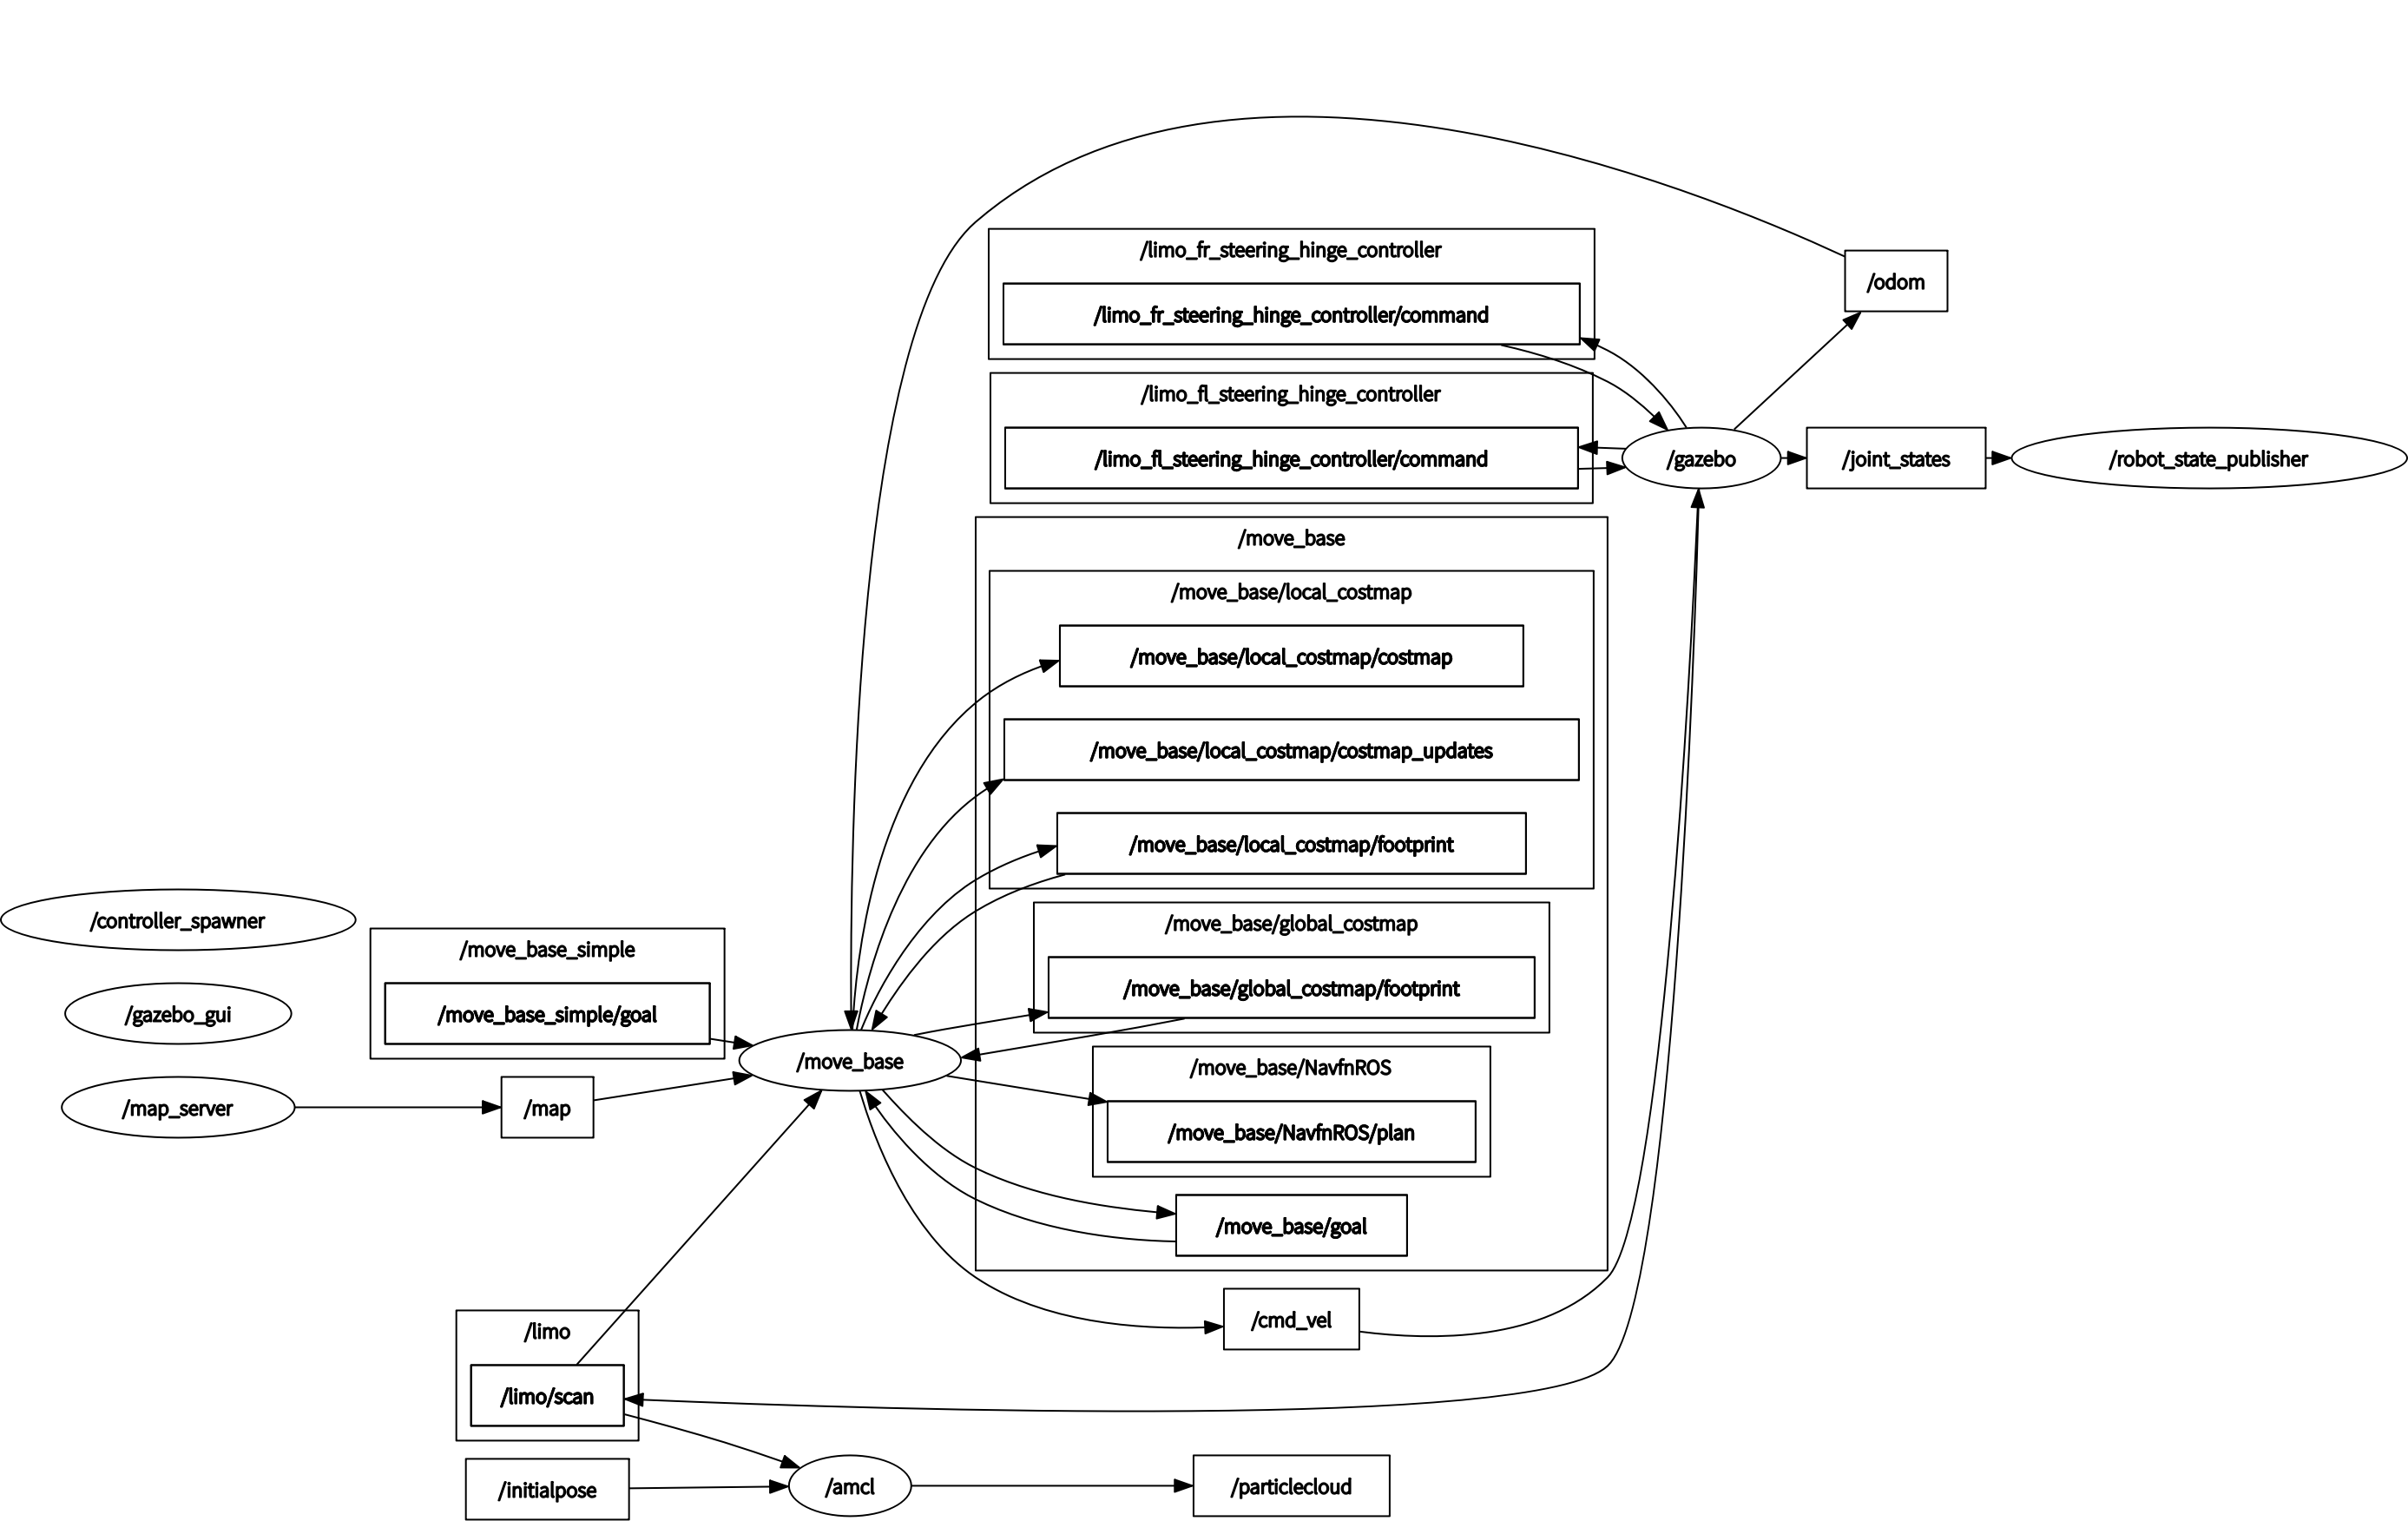 /odom
/limo_fr_steering_hinge_controller
/limo_fr_steering_hinge_controller/command
/limo_fl_steering_hinge_controller
/limo_fl_steering_hinge_controller/command
/gazebo
/joint_states
/robot_state_publisher
/move_base
/move_base/local_costmap
/move_base/local_costmap/costmap
/move_base/local_costmap/costmap_updates
/move_base/local_costmap/footprint
/move_base/global_costmap
/move_base/global_costmap/footprint
/move_base/NavfnROS
/move_base/NavfnROS/plan
/move_base/goal
/controller_spawner
/gazebo_gui
/map_server
/move_base_simple
/move_base_simple/goal
/map
/move_base
/cmd_vel
/limo
/limo/scan
/initialpose
/amcl
/particlecloud